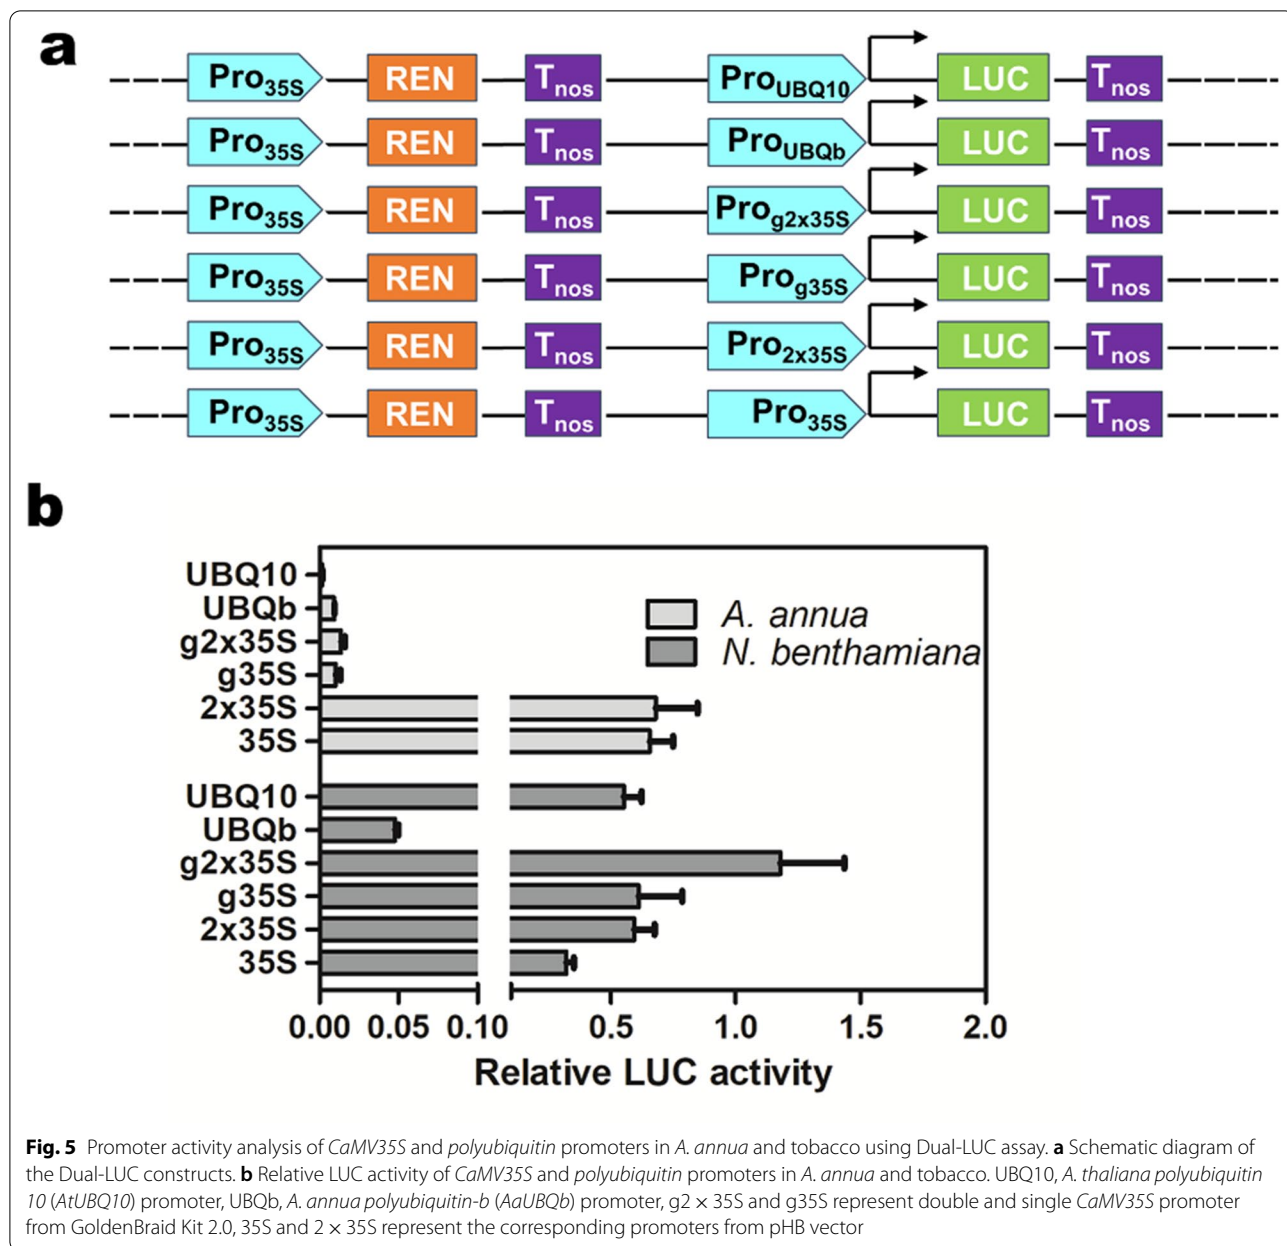 a
Pro35S REN Tnos ProUBQ10 LUC Tnos
Pro35S REN Tnos ProUBQb LUC Tnos
Pro35S REN Tnos Prog2x35S LUC Tnos
Pro35S REN Tnos Prog35S LUC Tnos
Pro35S REN Tnos Pro2x35S LUC Tnos
Pro35S REN Tnos Pro35S LUC Tnos
b
UBQ10
UBQb
g2x35S
g35S
2x35S
35S
A. annua
N. benthamiana
UBQ10
UBQb
g2x35S
g35S
2x35S
35S
0.00 0.05 0.10 0.5 1.0 1.5 2.0
Relative LUC activity
Fig. 5 Promoter activity analysis of CaMV35S and polyubiquitin promoters in A. annua and tobacco using Dual-LUC assay. a Schematic diagram of
the Dual-LUC constructs. b Relative LUC activity of CaMV35S and polyubiquitin promoters in A. annua and tobacco. UBQ10, A. thaliana polyubiquitin
10 (AtUBQ10) promoter, UBQb, A. annua polyubiquitin-b (AaUBQb) promoter, g2 × 35S and g35S represent double and single CaMV35S promoter
from GoldenBraid Kit 2.0, 35S and 2 × 35S represent the corresponding promoters from pHB vector